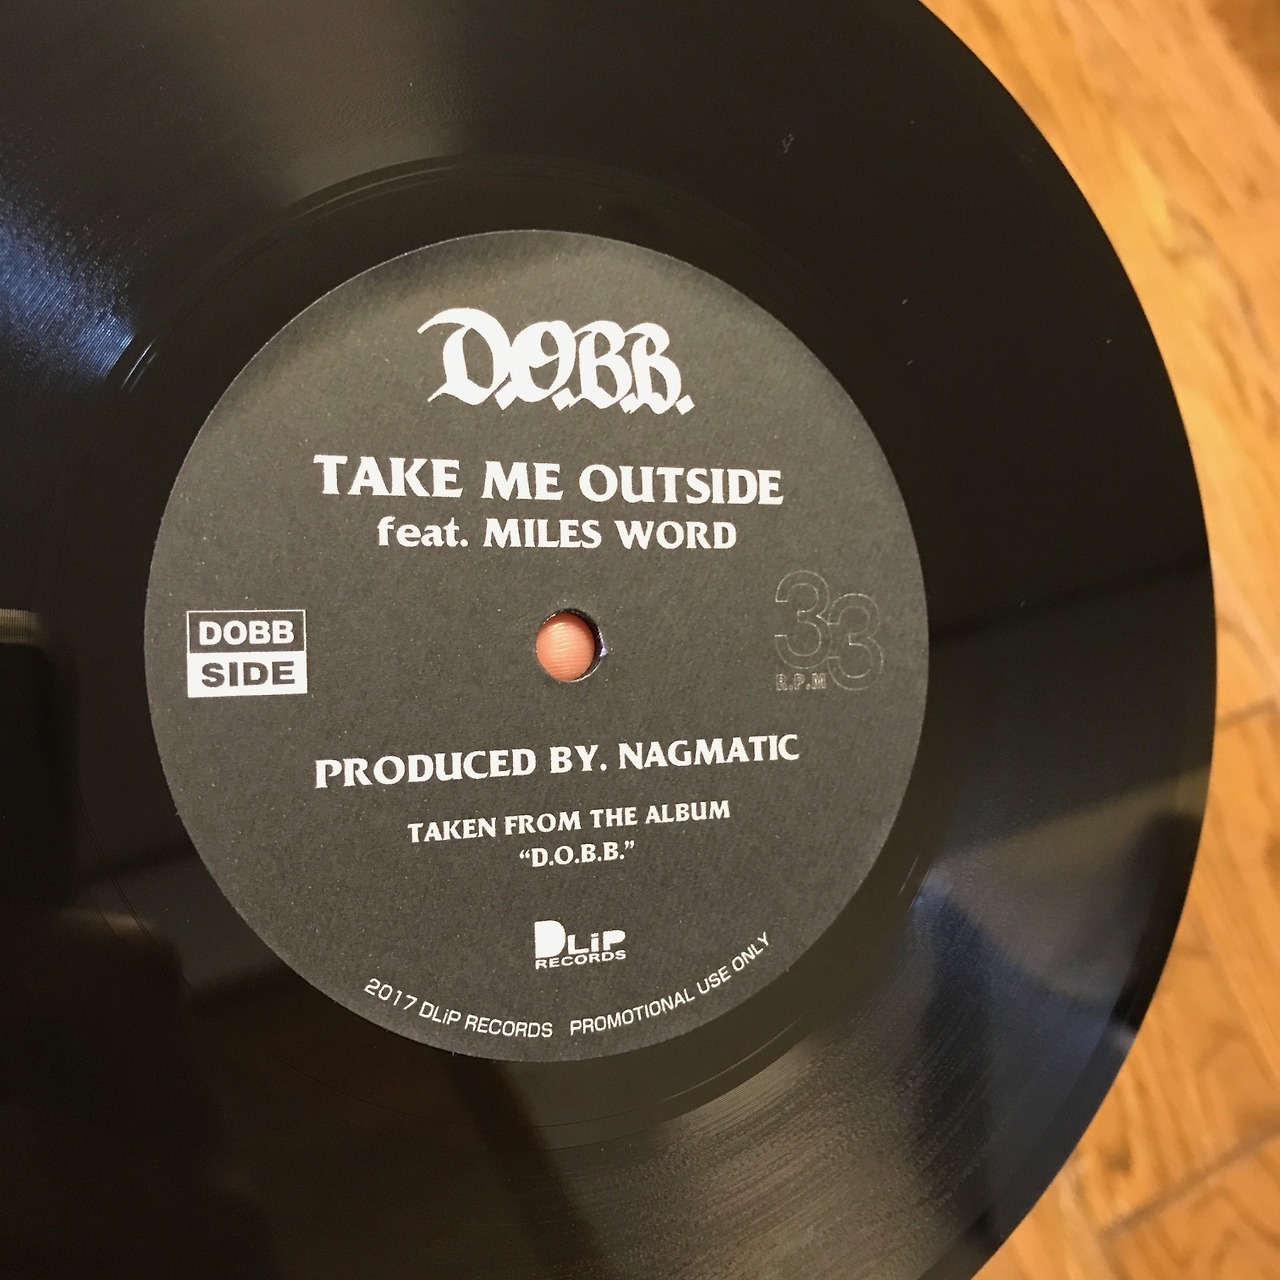 D.O.B.B.
TAKE ME OUTSIDE
feat. MILES WORD
DOBB
SIDE
33
R.P.M
PRODUCED BY. NAGMATIC
TAKEN FROM THE ALBUM
“D.O.B.B.”
DLiP
RECORDS
2017 DLiP RECORDS PROMOTIONAL USE ONLY